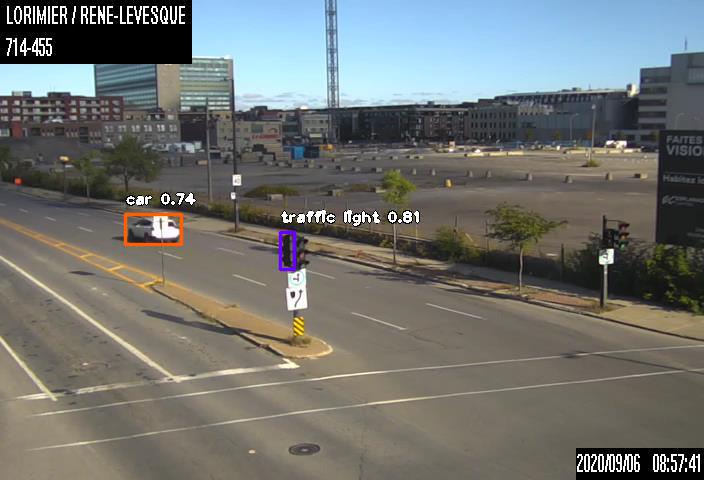 LORIMIER / RENE-LEVESQUE
714-455
car 0.74
traffic light 0.81
FAITES
VISIO
Habitez l
2020/09/06 08:57:41